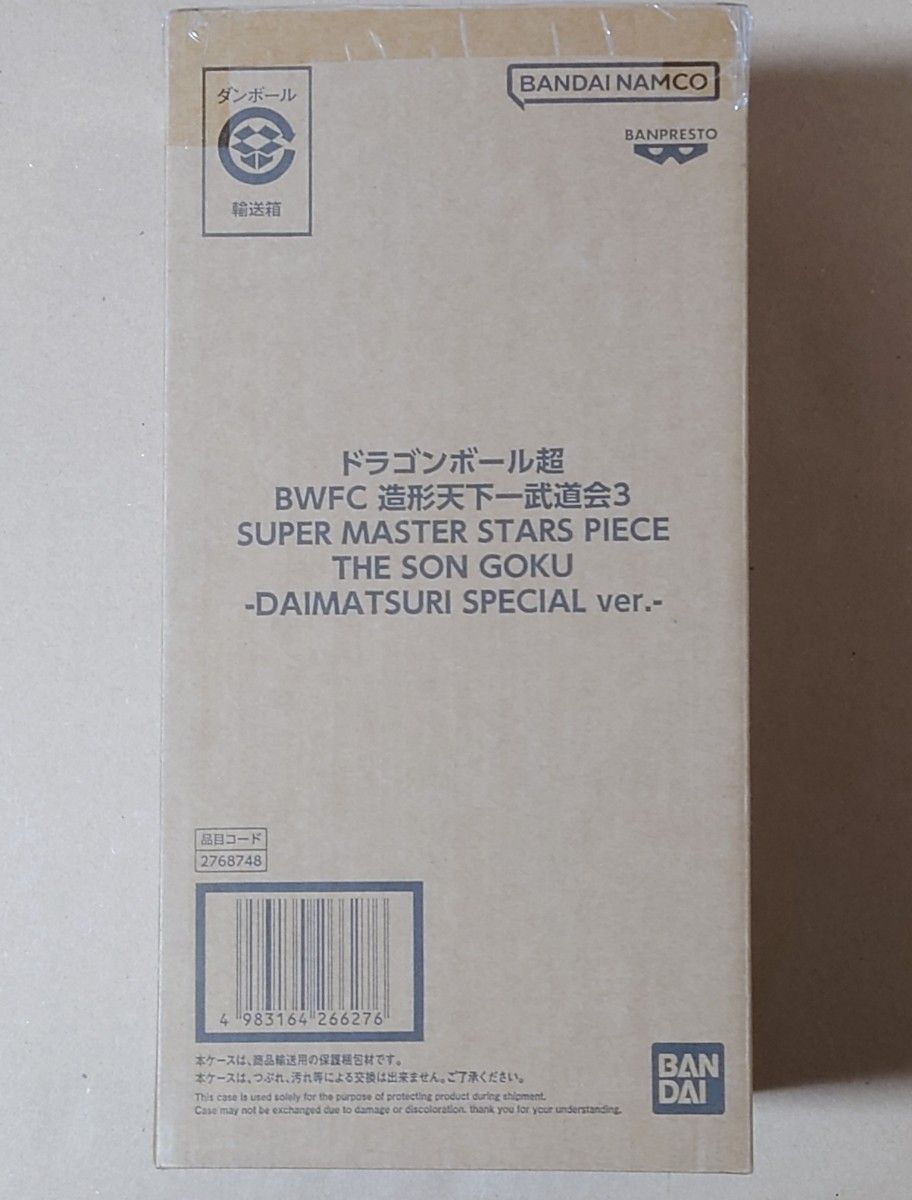 ダンボール
輸送箱
BANDAI NAMCO
BANPRESTO
ドラゴンボール超
BWFC 造形天下一武道会3
SUPER MASTER STARS PIECE
THE SON GOKU
-DAIMATSURI SPECIAL ver.-
品目コード
2768748
4 983164 266276
本ケースは、商品輸送用の保護梱包材です。
本ケースは、つぶれ、汚れ等による交換は出来ません。ご了承ください。
This case is used solely for the purpose of protecting product during shipment.
Case may not be exchanged due to damage or discoloration. thank you for your understanding.
BAN
DAI